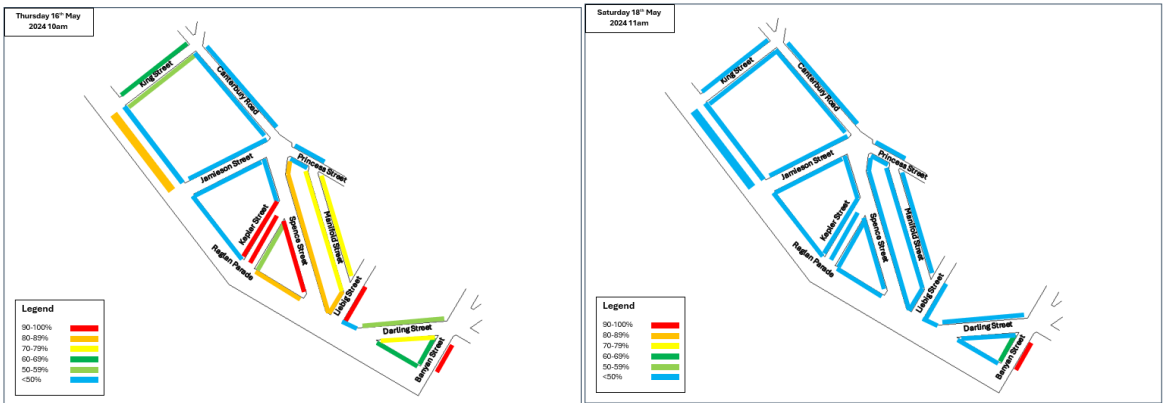 Thursday 16th May
2024 10am
King Street
Canterbury Road
Jamieson Street
Princess Street
Kepler Street
Spence Street
Manifold Street
Raglan Parade
Liebig Street
Darling Street
Banyan Street
Legend
90-100%
80-89%
70-79%
60-69%
50-59%
<50%
Saturday 18th May
2024 11am
King Street
Canterbury Road
Jamieson Street
Princess Street
Kepler Street
Spence Street
Manifold Street
Raglan Parade
Liebig Street
Darling Street
Banyan Street
Legend
90-100%
80-89%
70-79%
60-69%
50-59%
<50%